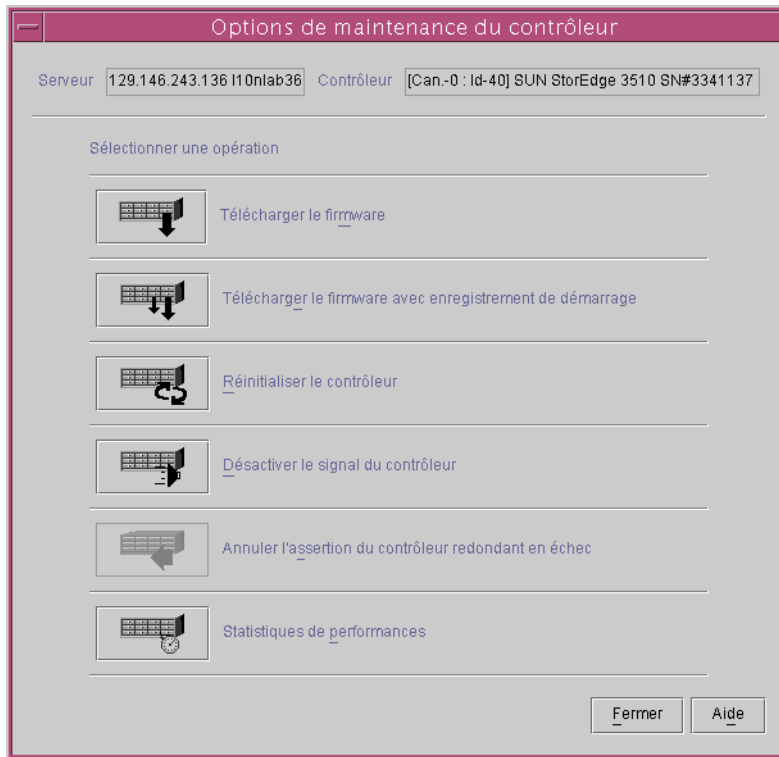 Options de maintenance du contrôleur
Serveur 129.146.243.136 l10nlab36 Contrôleur [Can.-0 : Id-40] SUN StorEdge 3510 SN#3341137
Sélectionner une opération
Télécharger le firmware
Télécharger le firmware avec enregistrement de démarrage
Réinitialiser le contrôleur
Désactiver le signal du contrôleur
Annuler l'assertion du contrôleur redondant en échec
Statistiques de performances
Fermer Aide